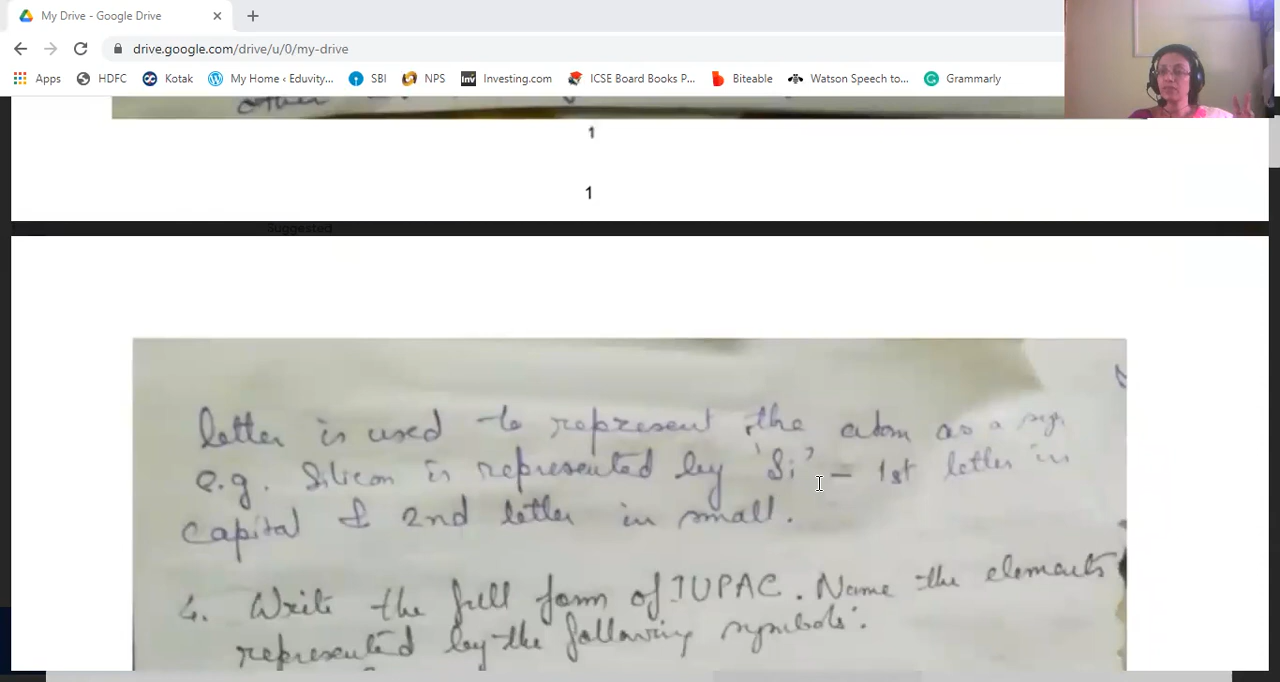 My Drive - Google Drive
drive.google.com/drive/u/0/my-drive
Apps HDFC Kotak My Home ‹ Eduvity... SBI NPS Inv Investing.com ICSE Board Books P... Biteable Watson Speech to... Grammarly
other
1
1
Suggested
letter is used to represent the atom as a
e.g. Silicon is represented by 'Si' = 1st letter in
capital & 2nd letter in small.
4. Write the full form of IUPAC. Name the elements
represented by the following symbols: